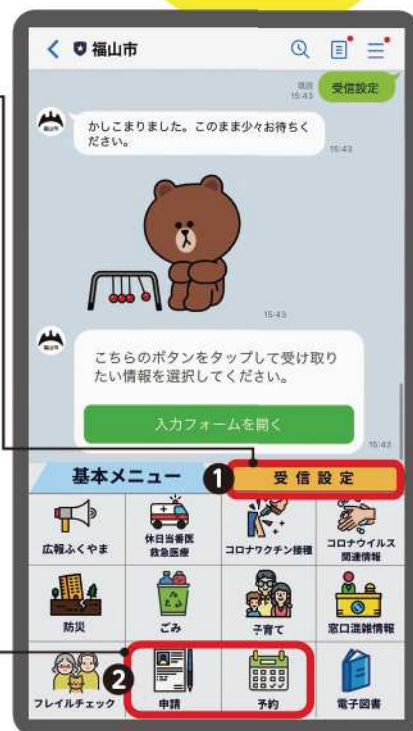 福山市
既読
15:43
受信設定
福山市
かしこまりました。このまま少々お待ちく
ださい。
15:43
15:43
福山市
こちらのボタンをタップして受け取り
たい情報を選択してください。
入力フォームを開く
15:43
基本メニュー
1
受信設定
広報ふくやま
休日当番医
救急医療
コロナワクチン接種
コロナウイルス
関連情報
防災
ごみ
子育て
窓口混雑情報
2
フレイルチェック
申請
予約
電子図書